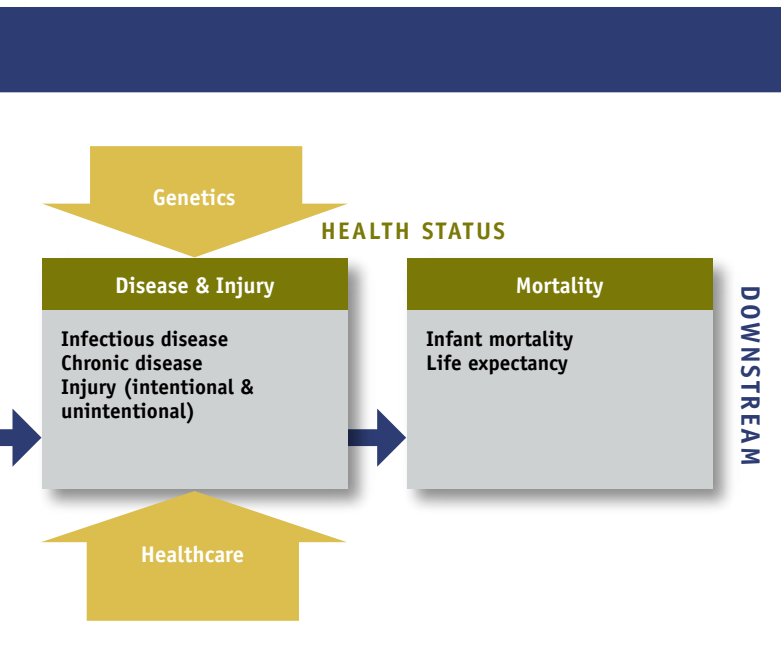 Genetics
HEALTH STATUS
Disease & Injury
Infectious disease
Chronic disease
Injury (intentional &
unintentional)
Mortality
Infant mortality
Life expectancy
DOWNSTREAM
Healthcare